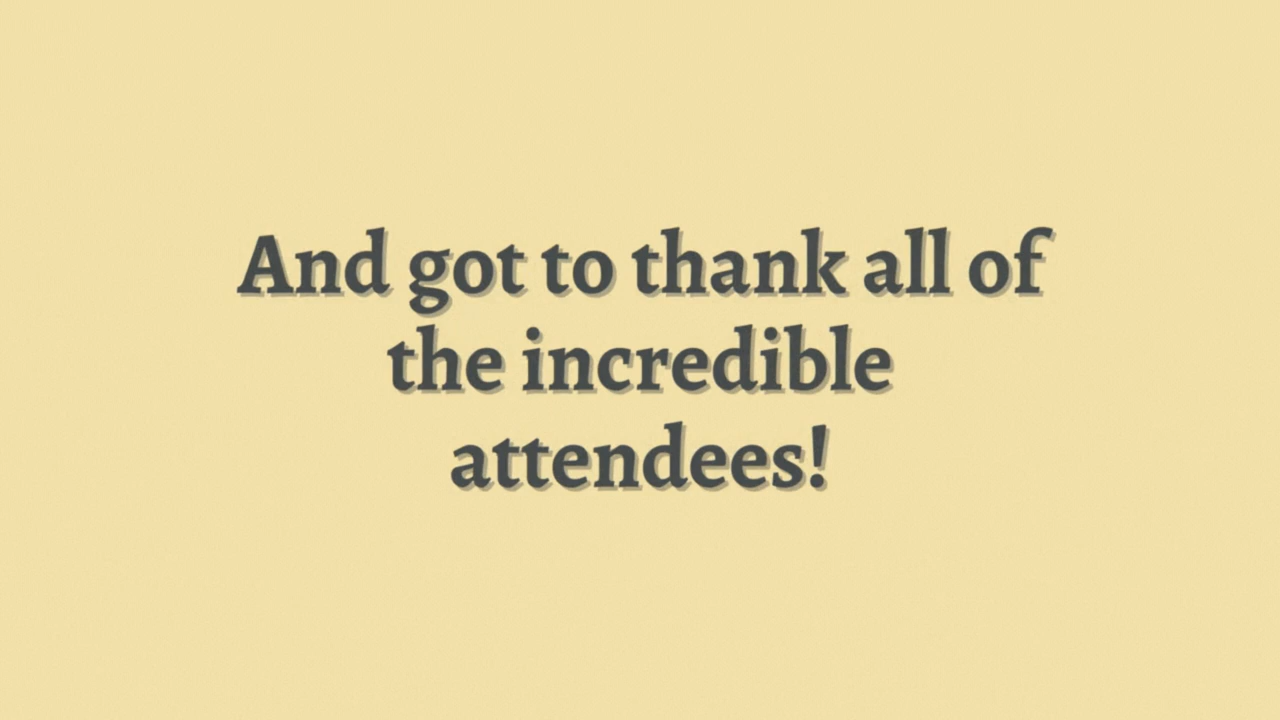 And got to thank all of
the incredible
attendees!